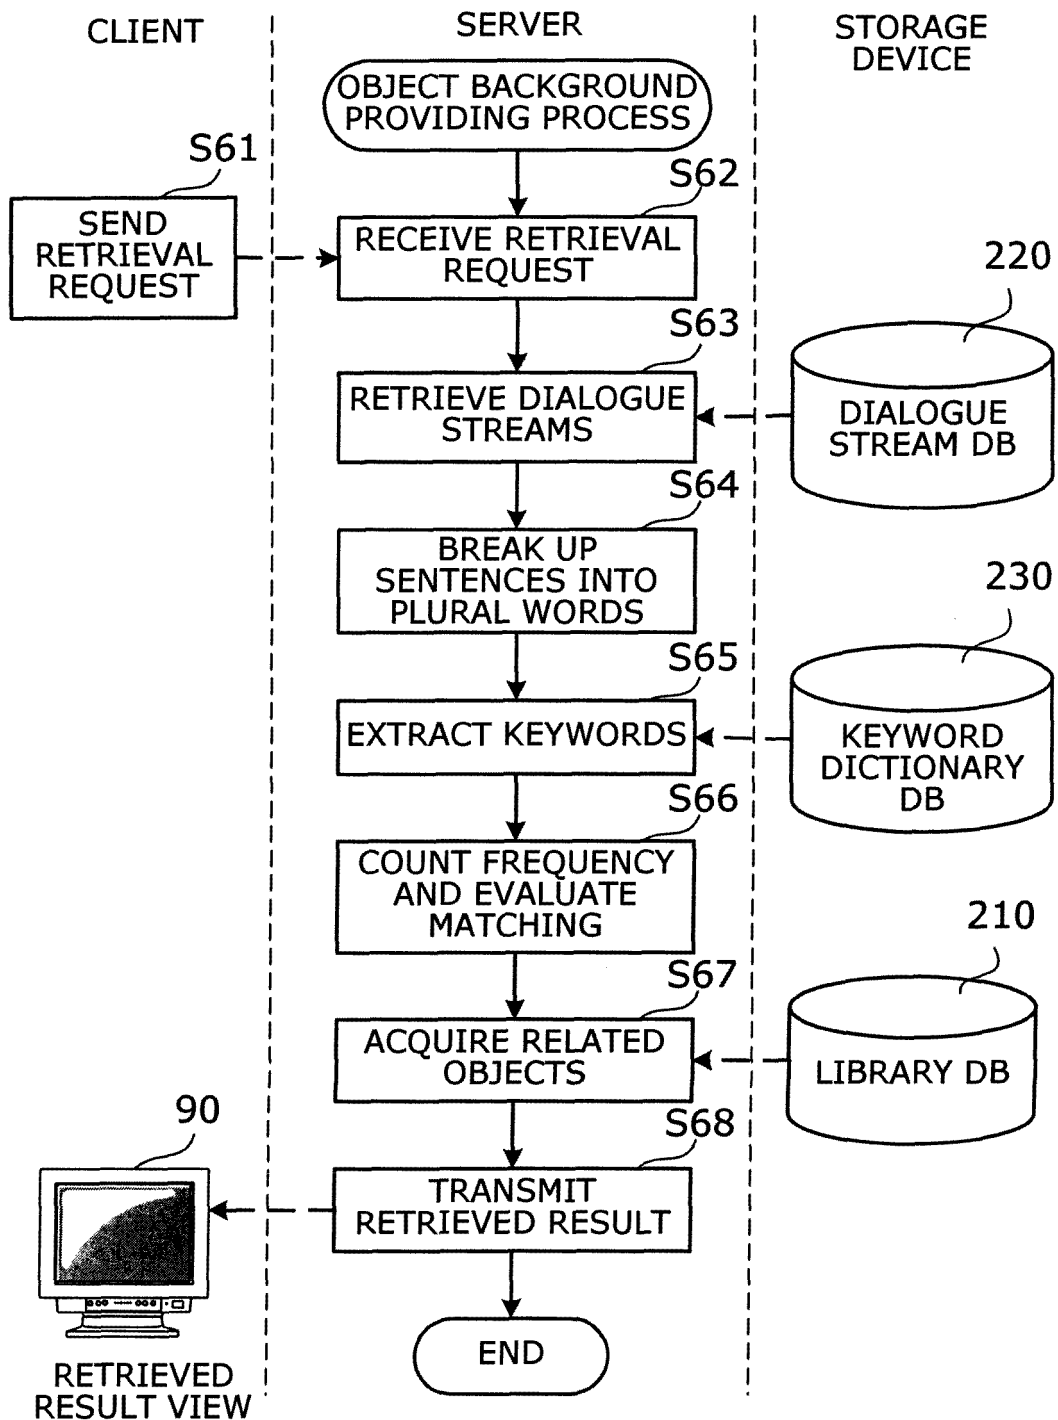 CLIENT
SERVER
STORAGE
DEVICE
OBJECT BACKGROUND
PROVIDING PROCESS
S61
SEND
RETRIEVAL
REQUEST
S62
RECEIVE RETRIEVAL
REQUEST
S63
RETRIEVE DIALOGUE
STREAMS
220
DIALOGUE
STREAM DB
S64
BREAK UP
SENTENCES INTO
PLURAL WORDS
230
KEYWORD
DICTIONARY
DB
S65
EXTRACT KEYWORDS
S66
COUNT FREQUENCY
AND EVALUATE
MATCHING
210
LIBRARY DB
S67
ACQUIRE RELATED
OBJECTS
S68
TRANSMIT
RETRIEVED RESULT
90
RETRIEVED
RESULT VIEW
END